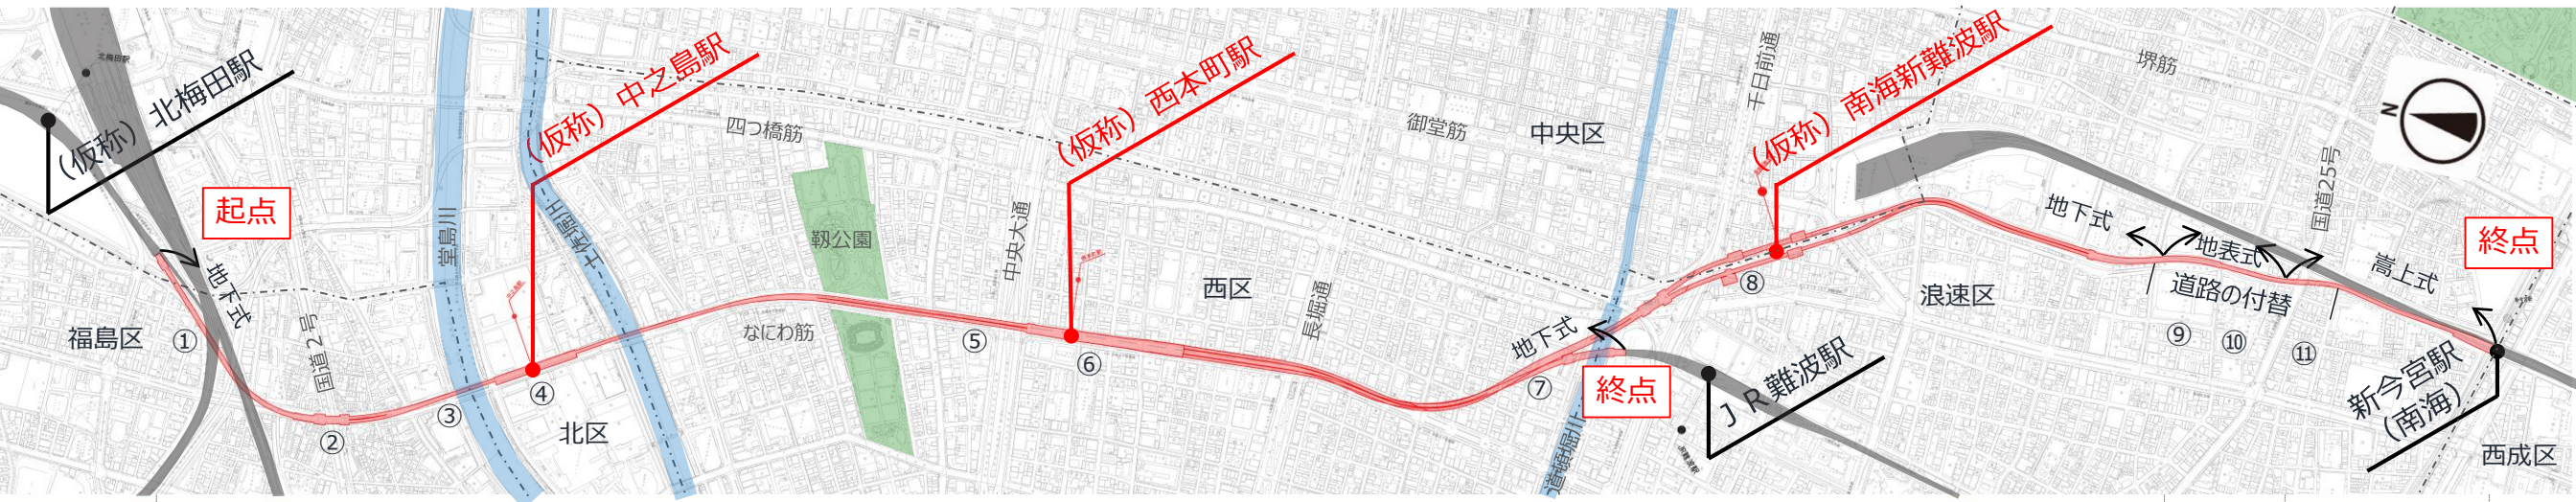 北梅田駅
（仮称）北梅田駅
起点
地下式
福島区
①
国道２号
②
堂島川
③
（仮称）中之島駅
④
北区
土佐堀川
四つ橋筋
靱公園
なにわ筋
⑤
中央大通
（仮称）西本町駅
⑥
西区
長堀通
御堂筋
中央区
地下式
⑦
道頓堀川
終点
ＪＲ難波駅
千日前通
（仮称）南海新難波駅
⑧
浪速区
堺筋
地下式
地表式
国道25号
嵩上式
道路の付替
⑨
⑩
⑪
N
終点
新今宮駅
（南海）
西成区